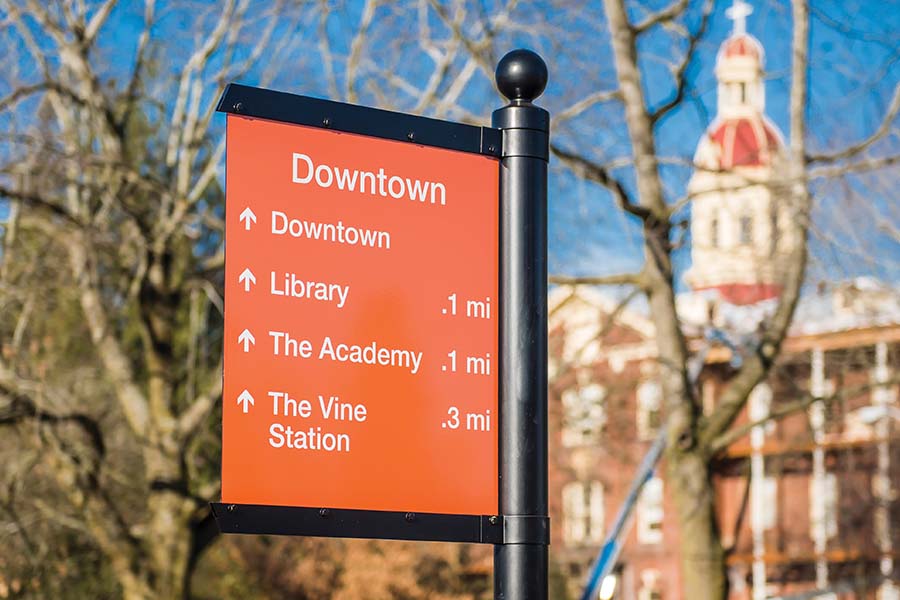 Downtown
↑ Downtown
↑ Library .1 mi
↑ The Academy .1 mi
↑ The Vine .3 mi
Station